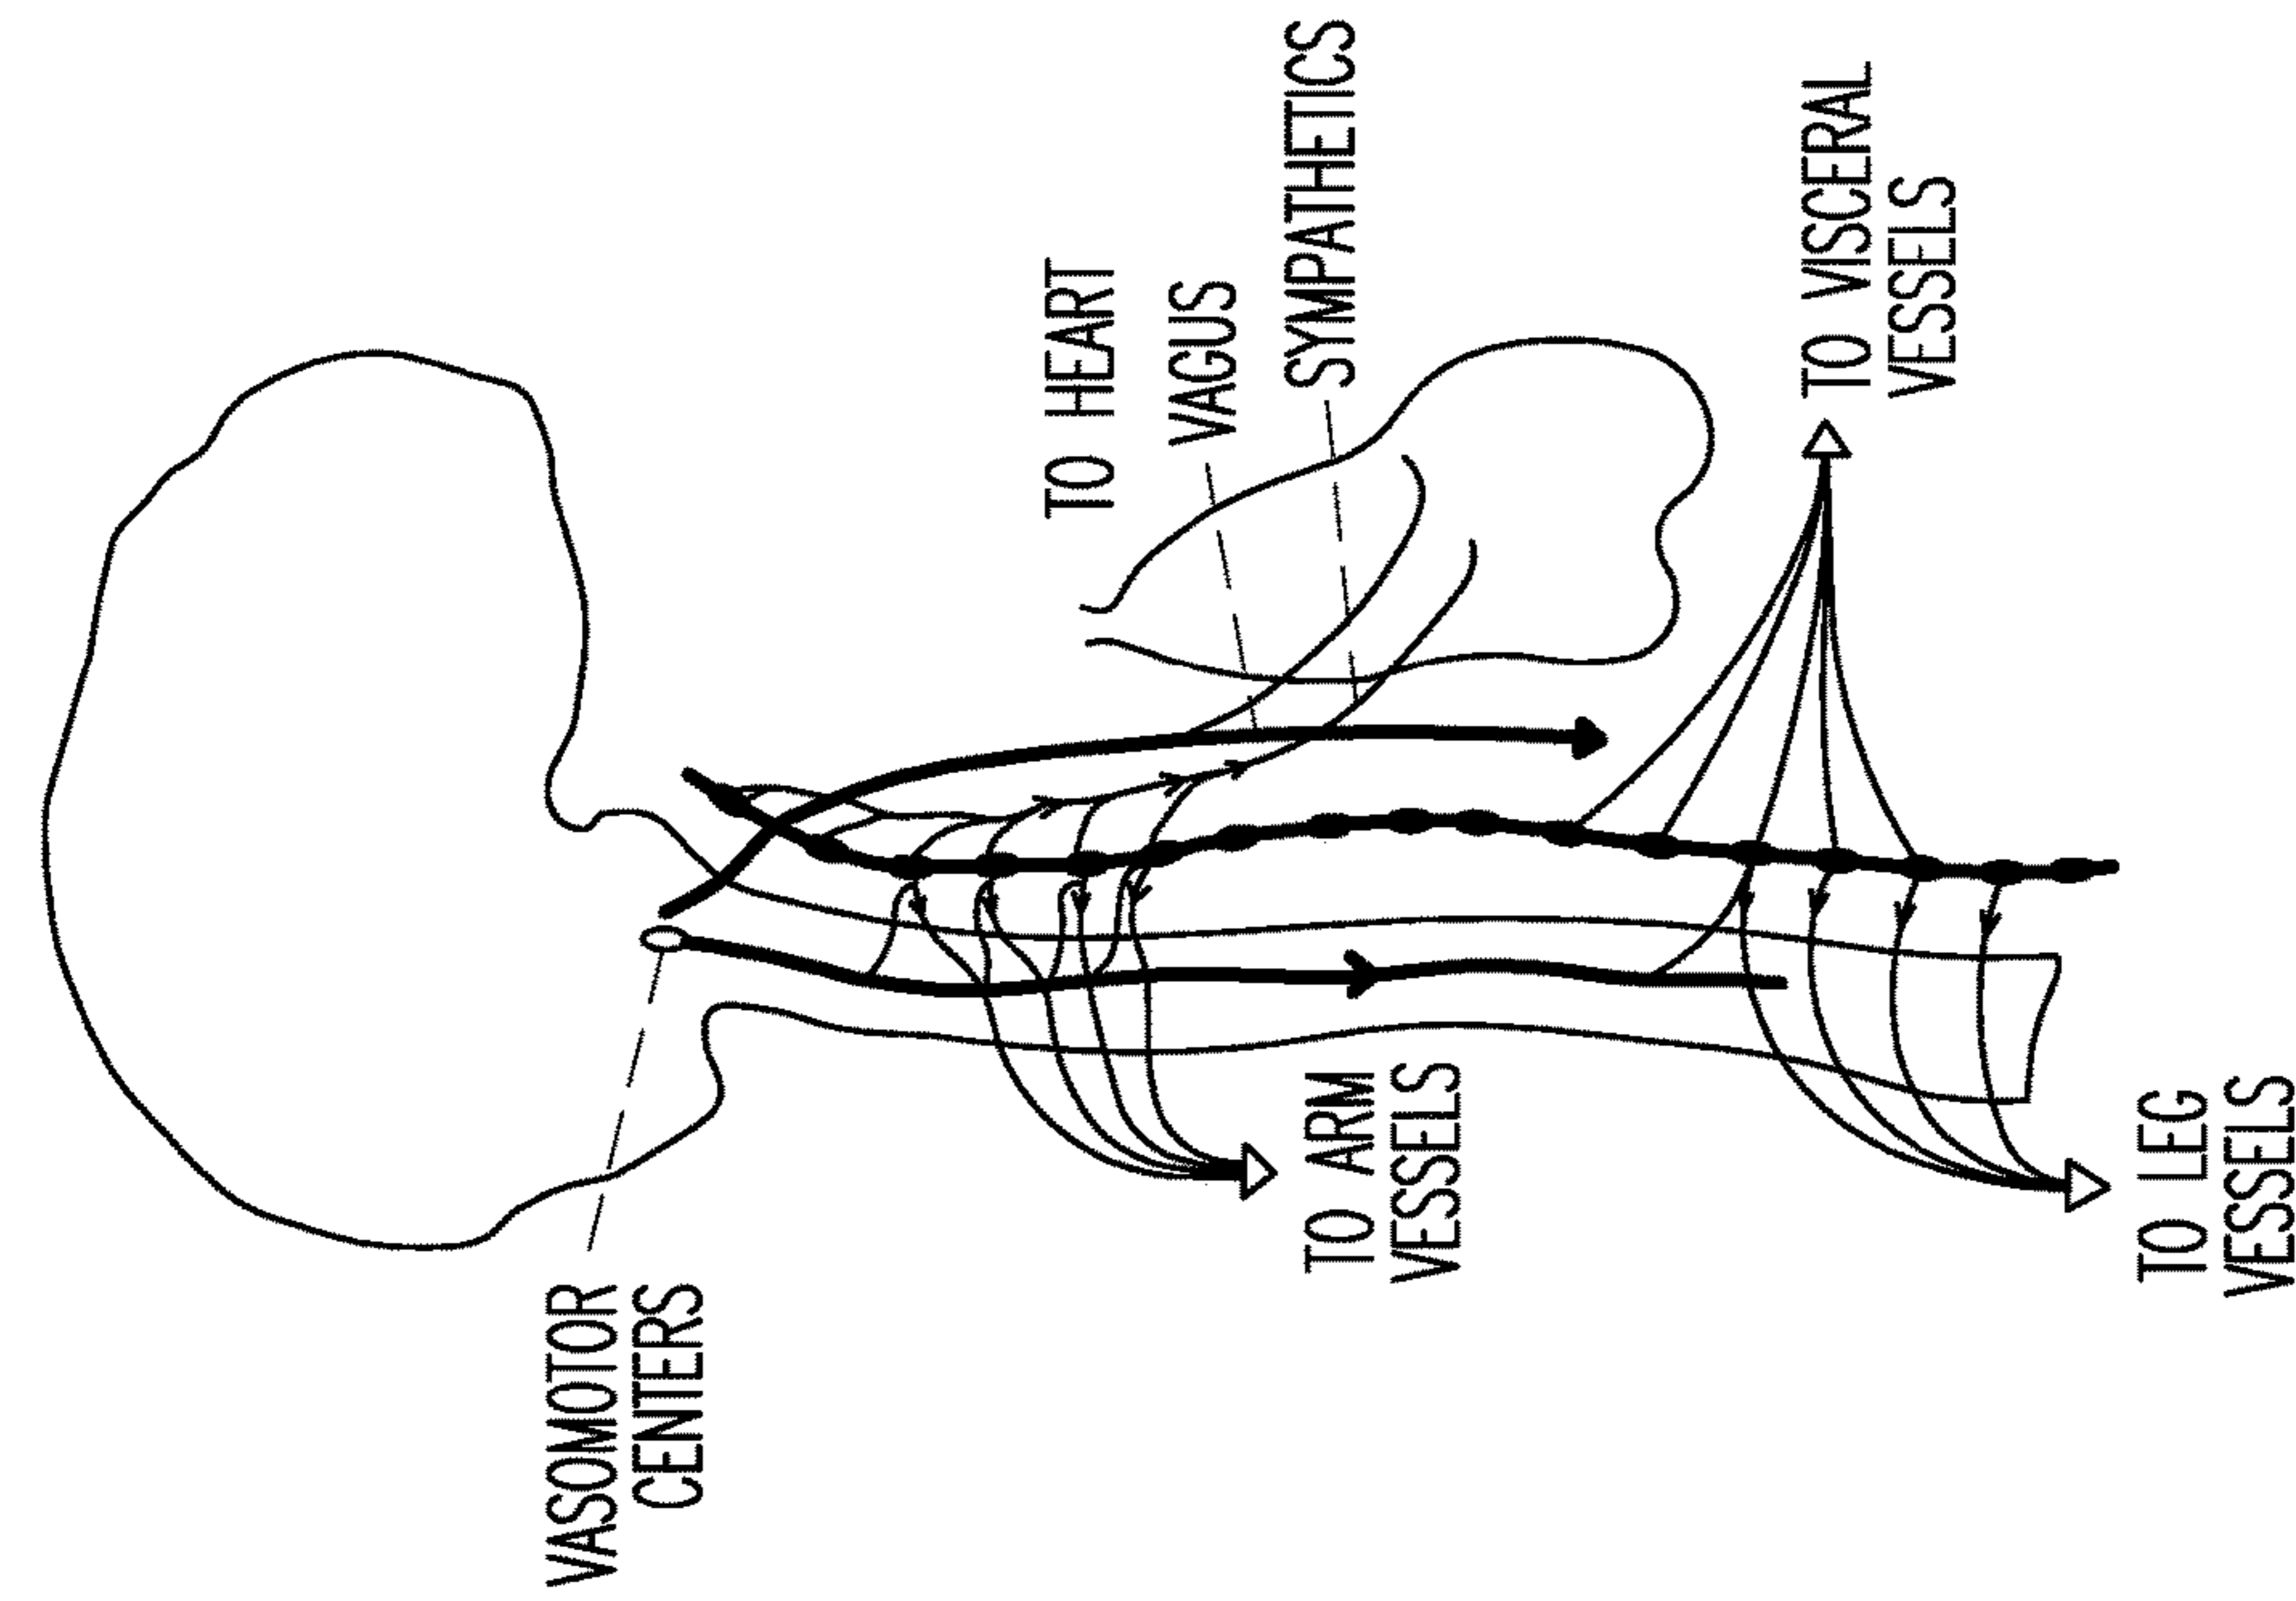 VASOMOTOR
CENTERS
TO HEART
VAGUS
SYMPATHETICS
TO ARM
VESSELS
TO VISCERAL
VESSELS
TO LEG
VESSELS